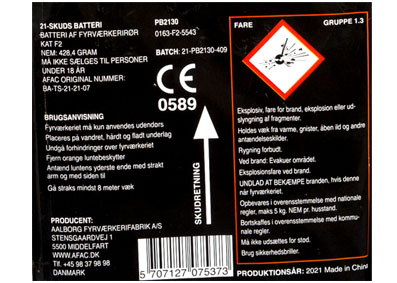 21-SKUDS BATTERI
BATTERI AF FYRVÆRKERIRØR
KAT F2
NEM: 428,4 GRAM
MÅ IKKE SÆLGES TIL PERSONER
UNDER 18 ÅR
AFAC ORIGINAL NUMMER:
BA-TS-21-21-07
PB2130
0163-F2-5543
BATCH: 21-PB2130-409
CE
0589
BRUGSANVISNING
Fyrværkeriet må kun anvendes udendørs
Placeres på vandret, hårdt og fladt underlag
Undgå forhindringer over fyrværkeriet
Fjern orange luntebeskytter
Antænd luntens yderste ende med strakt
arm og med siden til
Gå straks mindst 8 meter væk
SKUDRETNING
PRODUCENT:
AALBORG FYRVÆRKERIFABRIK A/S
STENSGAARDVEJ 1
5500 MIDDELFART
WWW.AFAC.DK
Tlf. +45 98 37 98 98
DANMARK
5 707127 075373
FARE
GRUPPE 1.3
Eksplosiv, fare for brand, eksplosion eller ud-
slyngning af fragmenter.
Holdes væk fra varme, gnister, åben ild og andre
antændelseskilder.
Rygning forbudt.
Ved brand: Evakuer området.
Eksplosionsfare ved brand.
UNDLAD AT BEKÆMPE branden, hvis denne
når fyrværkeriet.
Opbevares i overensstemmelse med nationale
regler, maks 5 kg. NEM pr. husstand.
Bortskaffes i overensstemmelse med kommu-
nale regler.
Må ikke udsættes for stød.
Brug sikkerhedsbriller.
PRODUKTIONSÅR: 2021 Made in China